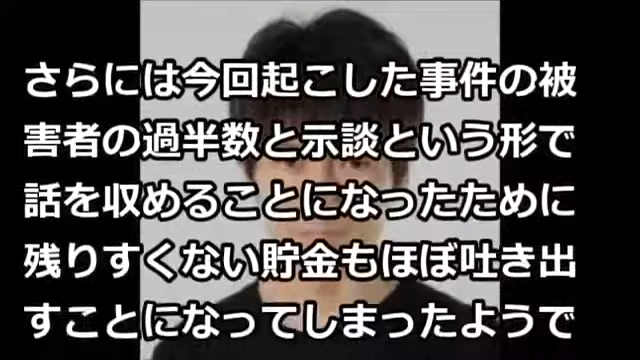 さらには今回起こした事件の被
害者の過半数と示談という形で
話を収めることになったために
残りすくない貯金もほぼ吐き出
すことになってしまったようで